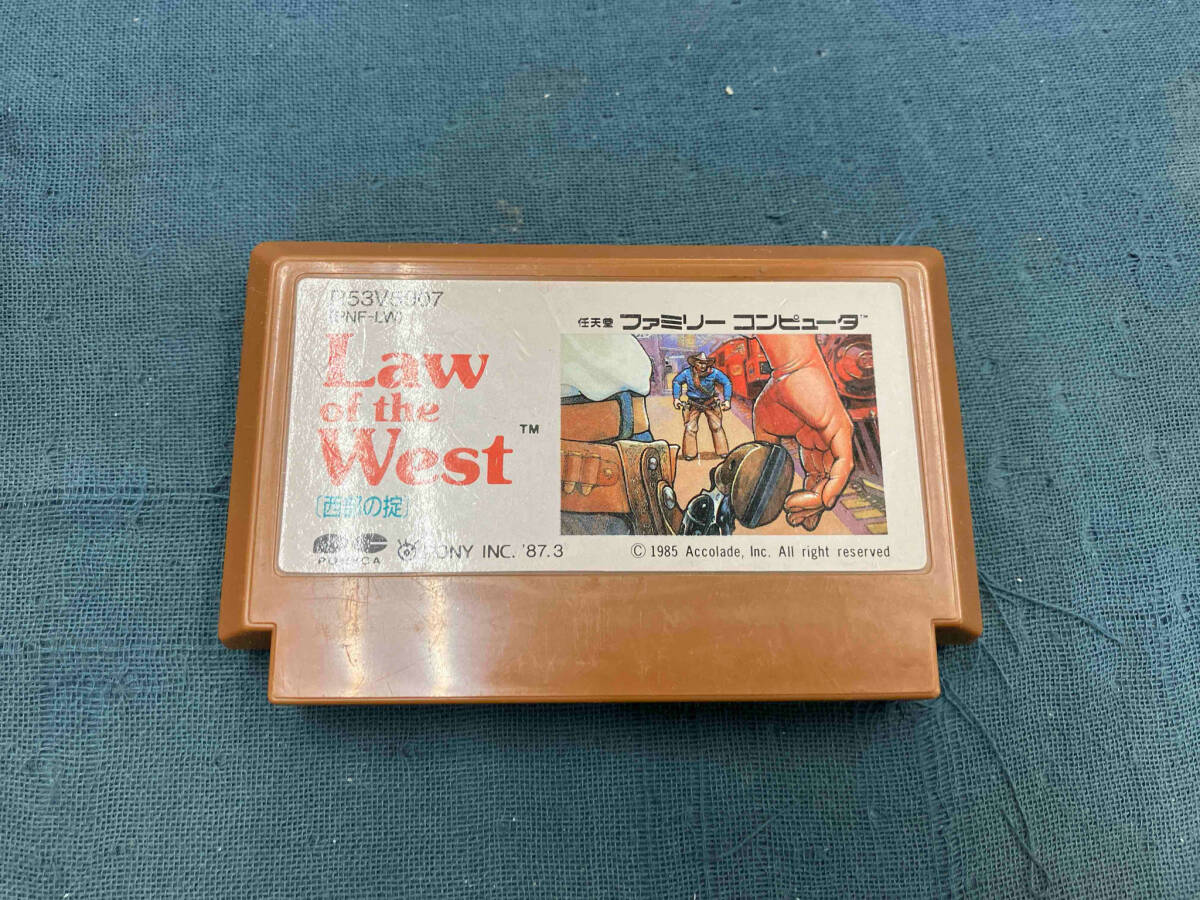 R53V5907
(PNF-LW)
Law
of the
West™
〔西部の掟〕
任天堂 ファミリー コンピュータ™
PONY INC. '87.3
© 1985 Accolade, Inc. All right reserved